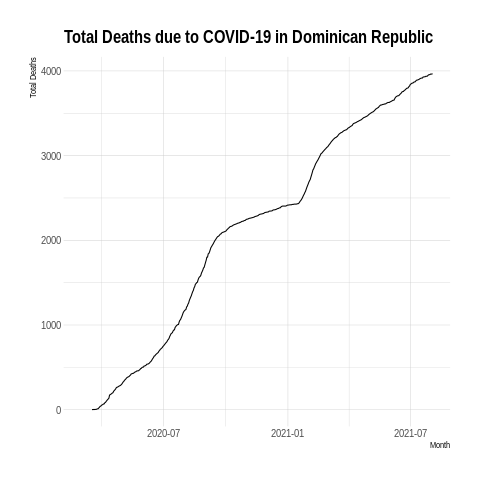 Total Deaths due to COVID-19 in Dominican Republic
Total Deaths
4000
3000
2000
1000
0
2020-07
2021-01
2021-07
Month